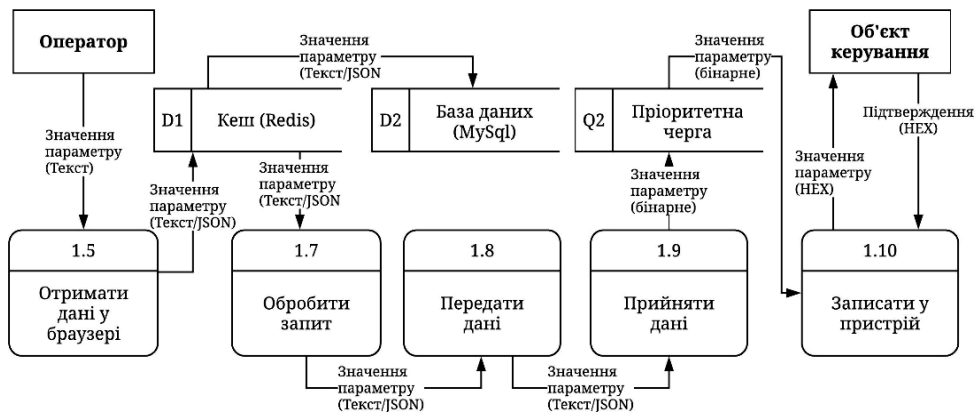 Оператор
Значення
параметру
(Текст/JSON
Значення
параметру
(бінарне)
Об'єкт
керування
D1
Кеш (Redis)
D2
База даних
(MySql)
Q2
Пріоритетна
черга
Значення
параметру
(Текст)
Значення
параметру
(Текст/JSON)
Значення
параметру
(Текст/JSON
Значення
параметру
(бінарне)
Значення
параметру
(HEX)
Підтвердження
(HEX)
1.5
Отримати
дані у
браузері
1.7
Обробити
запит
1.8
Передати
дані
1.9
Прийняти
дані
1.10
Записати у
пристрій
Значення
параметру
(Текст/JSON)
Значення
параметру
(Текст/JSON)